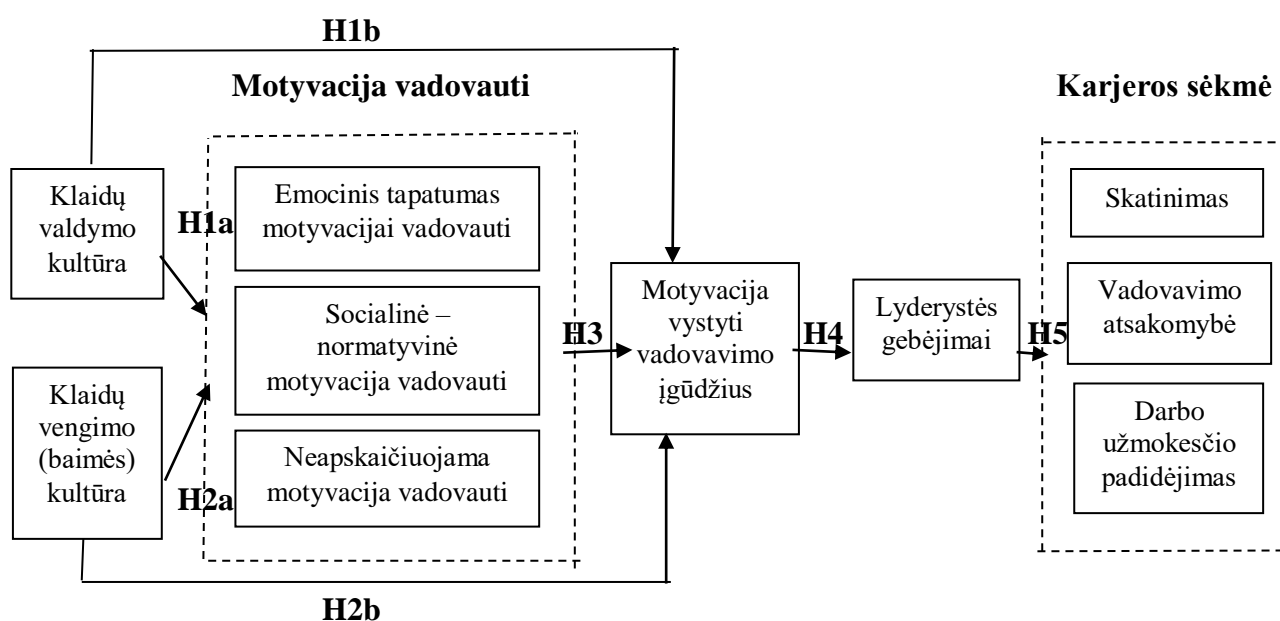 H1b
Motyvacija vadovauti
Karjeros sėkmė
Klaidų
valdymo
kultūra
H1a
Emocinis tapatumas
motyvacijai vadovauti
Socialinė –
normatyvinė
motyvacija vadovauti
Klaidų
vengimo
(baimės)
kultūra
H2a
Neapskaičiuojama
motyvacija vadovauti
H3
Motyvacija
vystyti
vadovavimo
įgūdžius
H4
Lyderystės
gebėjimai
H5
Skatinimas
Vadovavimo
atsakomybė
Darbo
užmokesčio
padidėjimas
H2b